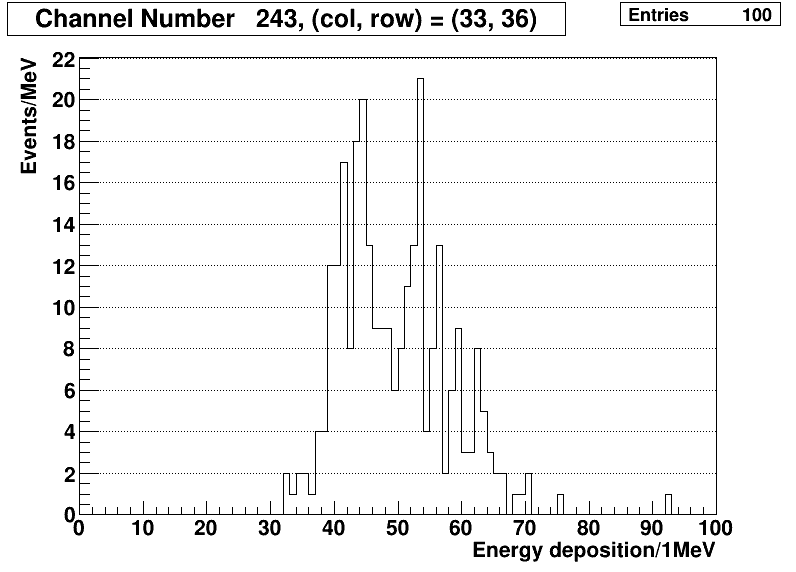 Channel Number 243, (col, row) = (33, 36)
Entries 100
Events/MeV
22
20
18
16
14
12
10
8
6
4
2
0
0 10 20 30 40 50 60 70 80 90 100
Energy deposition/1MeV